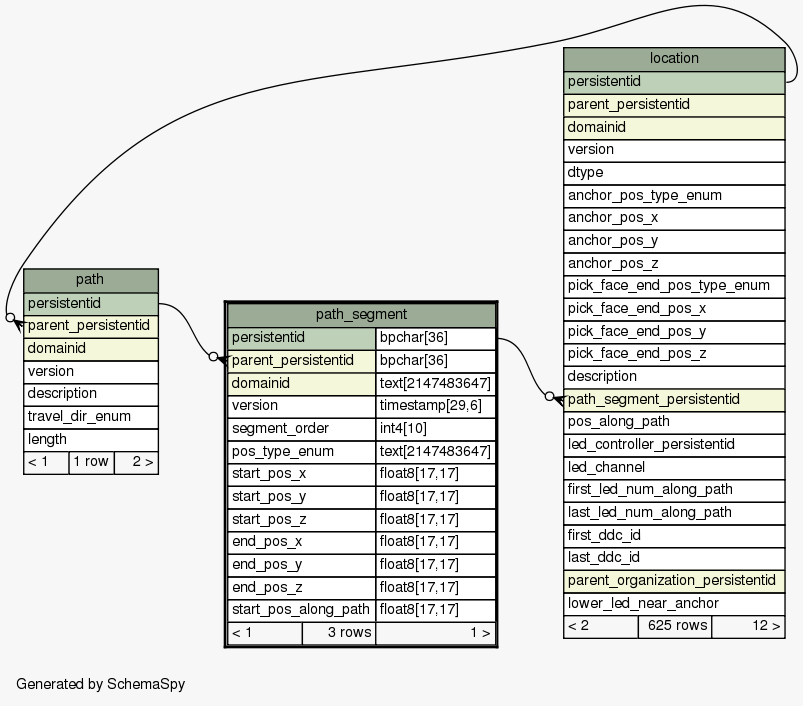 location
persistentid
parent_persistentid
domainid
version
dtype
anchor_pos_type_enum
anchor_pos_x
anchor_pos_y
anchor_pos_z
pick_face_end_pos_type_enum
pick_face_end_pos_x
pick_face_end_pos_y
pick_face_end_pos_z
description
path_segment_persistentid
pos_along_path
led_controller_persistentid
led_channel
first_led_num_along_path
last_led_num_along_path
first_ddc_id
last_ddc_id
parent_organization_persistentid
lower_led_near_anchor
< 2 625 rows 12 >
path
persistentid
parent_persistentid
domainid
version
description
travel_dir_enum
length
< 1 1 row 2 >
path_segment
persistentid bpchar[36]
parent_persistentid bpchar[36]
domainid text[2147483647]
version timestamp[29,6]
segment_order int4[10]
pos_type_enum text[2147483647]
start_pos_x float8[17,17]
start_pos_y float8[17,17]
start_pos_z float8[17,17]
end_pos_x float8[17,17]
end_pos_y float8[17,17]
end_pos_z float8[17,17]
start_pos_along_path float8[17,17]
< 1 3 rows 1 >
Generated by SchemaSpy